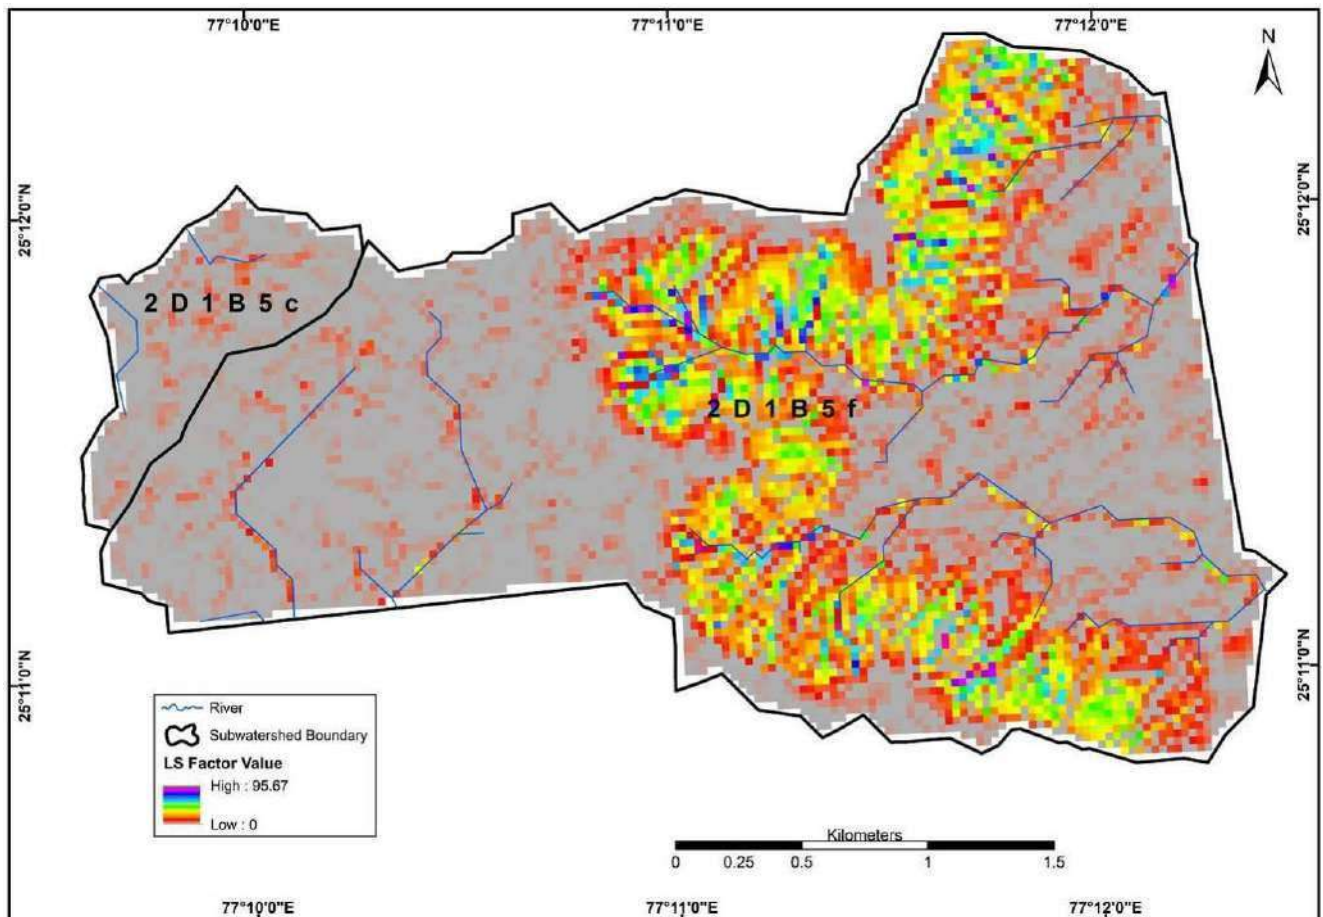 77°10'0"E 77°11'0"E 77°12'0"E
N
25°12'0"N 25°12'0"N
2 D 1 B 5 c
2 D 1 B 5 f
25°11'0"N 25°11'0"N
River
Subwatershed Boundary
LS Factor Value
High : 95.67
Low : 0
Kilometers
0 0.25 0.5 1 1.5
77°10'0"E 77°11'0"E 77°12'0"E